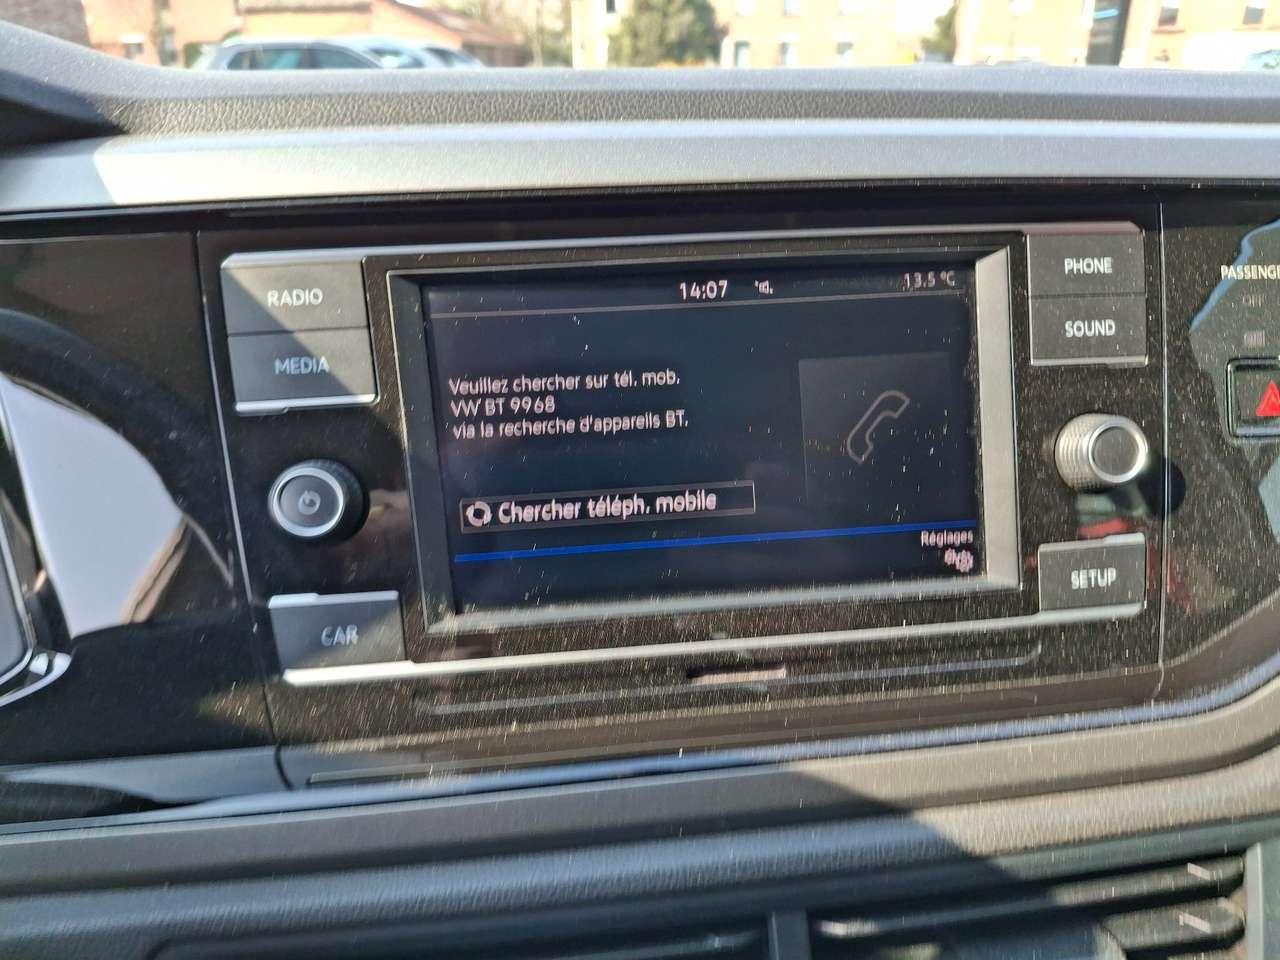 14:07
13.5 °C
RADIO
MEDIA
CAR
Veuillez chercher sur tél. mob.
VW BT 9968
via la recherche d'appareils BT.
Chercher téléph. mobile
Réglages
PHONE
SOUND
SETUP